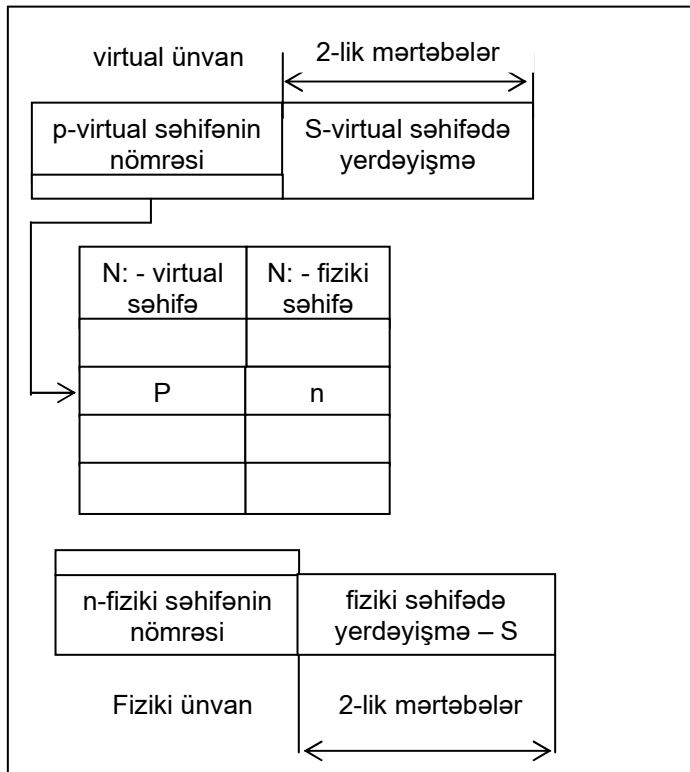 virtual ünvan
2-lik mərtəbələr
p-virtual səhifənin
nömrəsi
S-virtual səhifədə
yerdəyişmə
N: - virtual
səhifə
N: - fiziki
səhifə
P
n
n-fiziki səhifənin
nömrəsi
fiziki səhifədə
yerdəyişmə – S
Fiziki ünvan
2-lik mərtəbələr